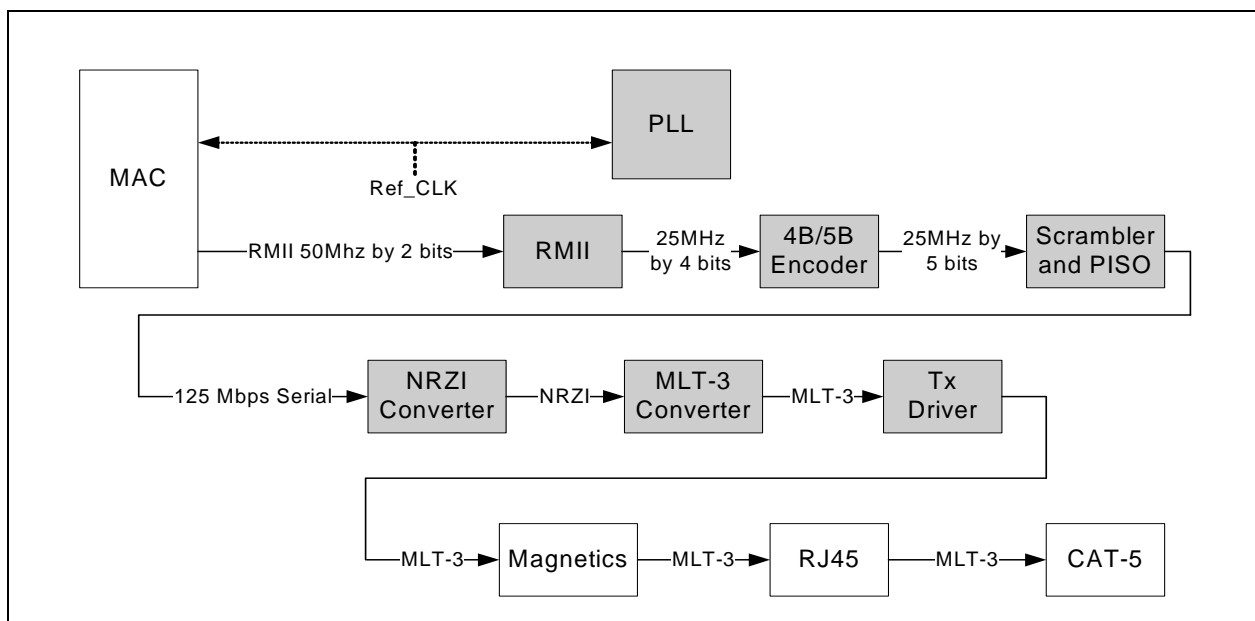 MAC
PLL
Ref_CLK
RMII 50Mhz by 2 bits
RMII
25MHz
by 4 bits
4B/5B
Encoder
25MHz by
5 bits
Scrambler
and PISO
125 Mbps Serial
NRZI
Converter
NRZI
MLT-3
Converter
MLT-3
Tx
Driver
MLT-3
Magnetics
MLT-3
RJ45
MLT-3
CAT-5